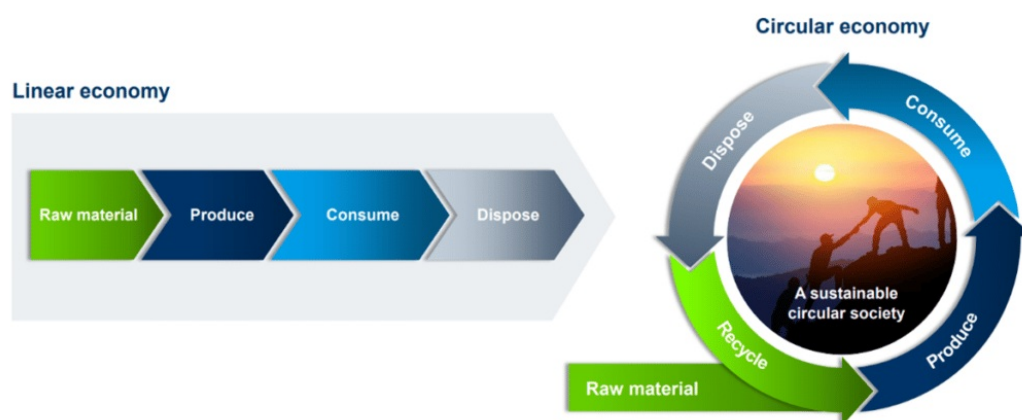 Linear economy
Raw material
Produce
Consume
Dispose
Circular economy
Dispose
Consume
A sustainable
circular society
Recycle
Produce
Raw material